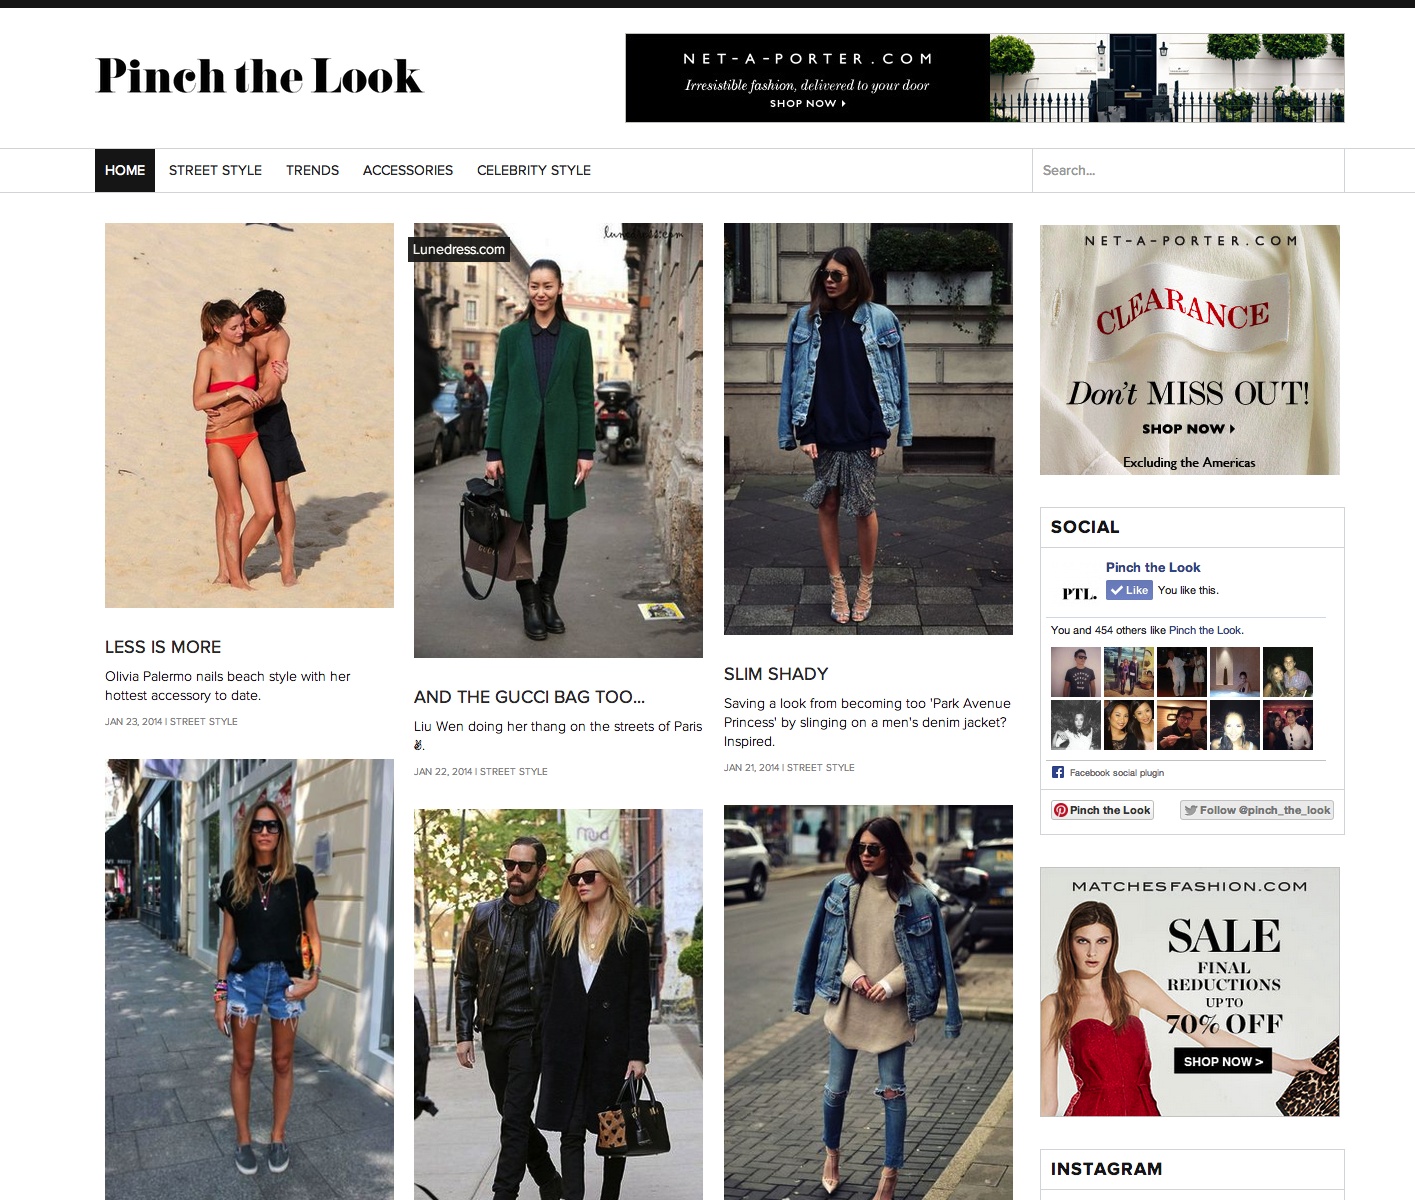 Pinch the Look
NET-A-PORTER.COM
Irresistible fashion, delivered to your door
SHOP NOW
HOME
STREET STYLE
TRENDS
ACCESSORIES
CELEBRITY STYLE
Search...
LESS IS MORE
Olivia Palermo nails beach style with her
hottest accessory to date.
JAN 23, 2014 | STREET STYLE
Lunedress.com
lunedress.com
GUCCI
AND THE GUCCI BAG TOO...
Liu Wen doing her thang on the streets of Paris
✌.
JAN 22, 2014 | STREET STYLE
SLIM SHADY
Saving a look from becoming too 'Park Avenue
Princess' by slinging on a men's denim jacket?
Inspired.
JAN 21, 2014 | STREET STYLE
NET-A-PORTER.COM
CLEARANCE
Don't MISS OUT!
SHOP NOW
Excluding the Americas
SOCIAL
PTL.
Pinch the Look
Like
You like this.
You and 454 others like Pinch the Look.
Facebook social plugin
Pinch the Look
Follow @pinch_the_look
MATCHESFASHION.COM
SALE
FINAL
REDUCTIONS
UP TO
70% OFF
SHOP NOW >
INSTAGRAM